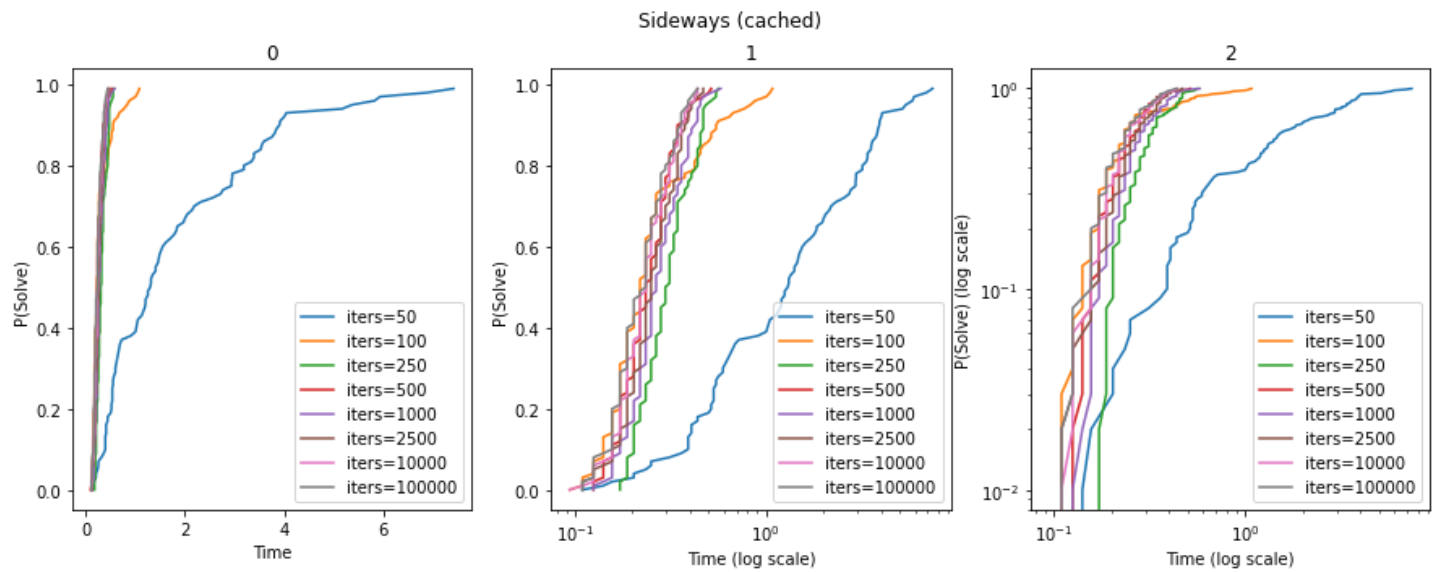 Sideways (cached)
0
1.0
0.8
0.6
0.4
0.2
0.0
P(Solve)
0
2
4
6
Time
iters=50
iters=100
iters=250
iters=500
iters=1000
iters=2500
iters=10000
iters=100000
1
1.0
0.8
0.6
0.4
0.2
0.0
P(Solve)
10⁻¹
10⁰
Time (log scale)
iters=50
iters=100
iters=250
iters=500
iters=1000
iters=2500
iters=10000
iters=100000
2
10⁰
10⁻¹
10⁻²
P(Solve) (log scale)
10⁻¹
10⁰
Time (log scale)
iters=50
iters=100
iters=250
iters=500
iters=1000
iters=2500
iters=10000
iters=100000